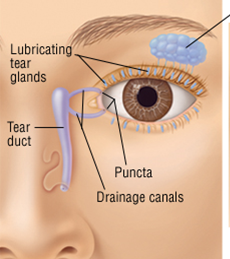 Lubricating
tear
glands
Tear
duct
Puncta
Drainage canals